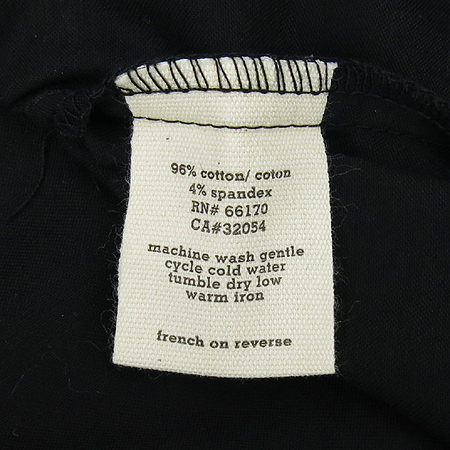 96% cotton/ coton
4% spandex
RN# 66170
CA#32054
machine wash gentle
cycle cold water
tumble dry low
warm iron
french on reverse